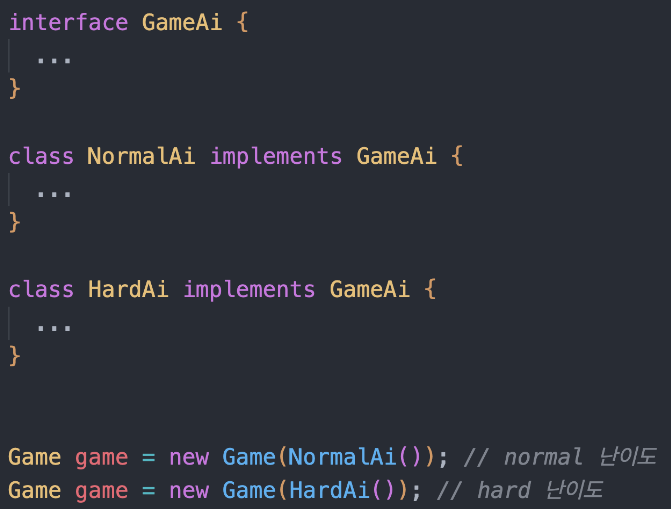 interface GameAi {
  ...
}
class NormalAi implements GameAi {
  ...
}
class HardAi implements GameAi {
  ...
}
Game game = new Game(NormalAi()); // normal 난이도
Game game = new Game(HardAi()); // hard 난이도